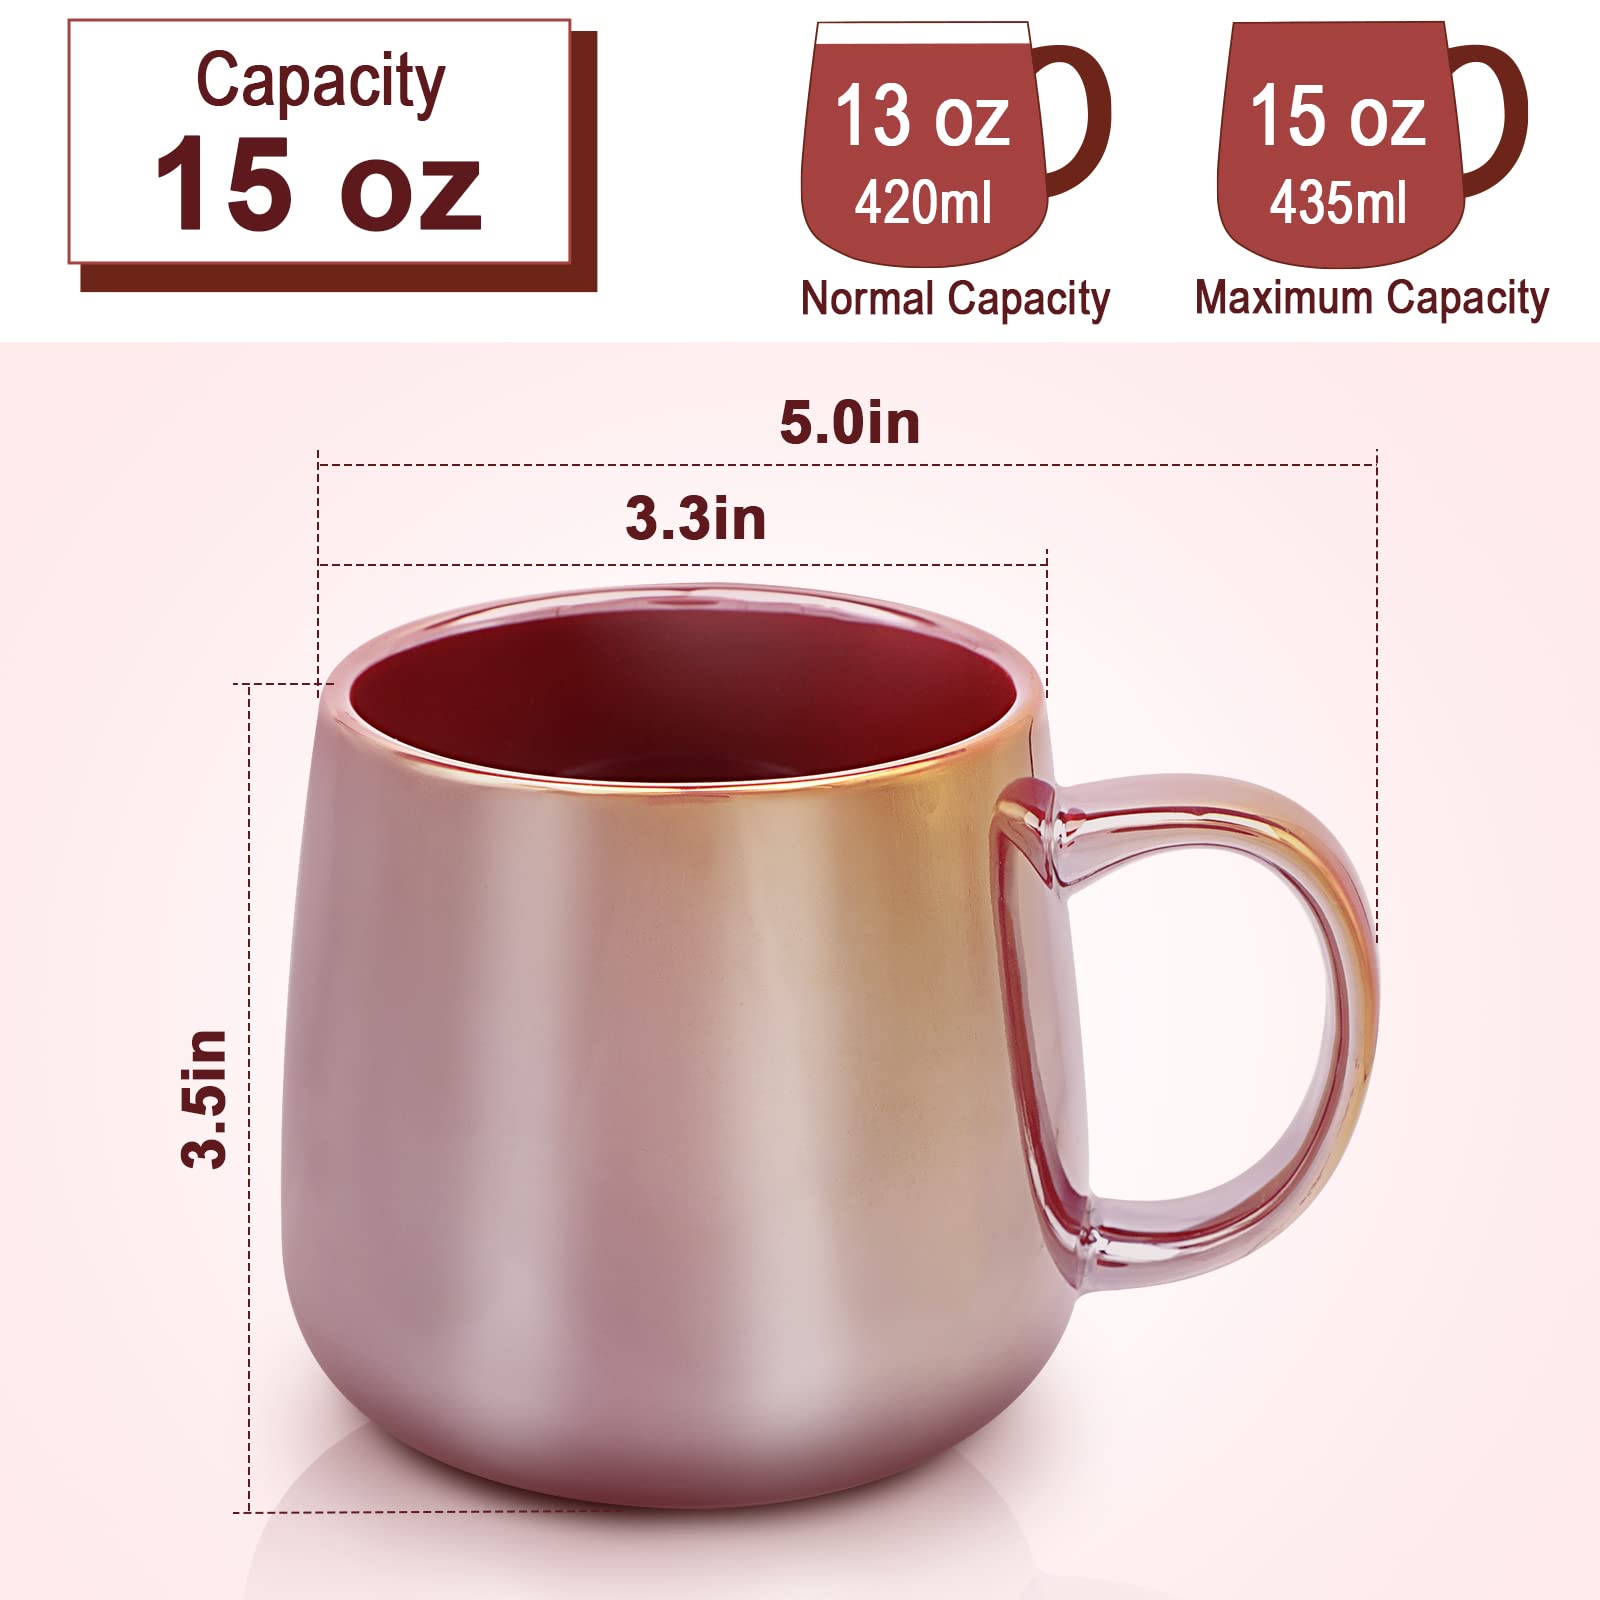 Capacity
15 oz
13 oz
420ml
Normal Capacity
15 oz
435ml
Maximum Capacity
5.0in
3.3in
3.5in